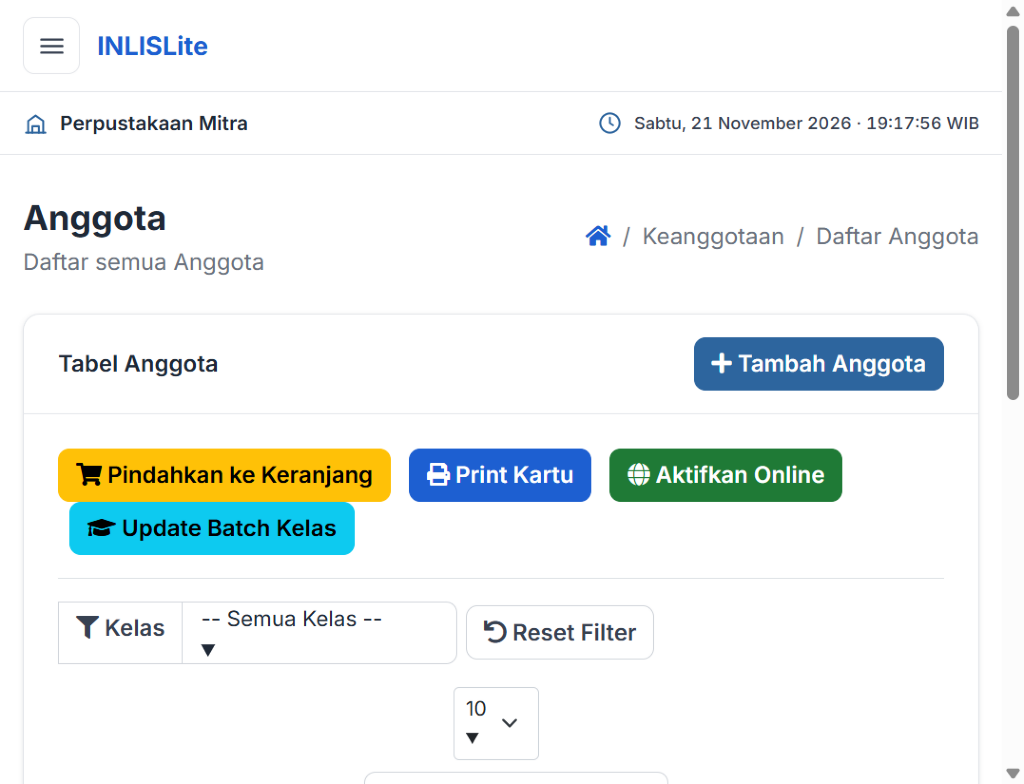 INLISLite
Perpustakaan Mitra
Sabtu, 21 November 2026 · 19:17:56 WIB
Anggota
Daftar semua Anggota
/ Keanggotaan / Daftar Anggota
Tabel Anggota
Tambah Anggota
Pindahkan ke Keranjang
Print Kartu
Aktifkan Online
Update Batch Kelas
Kelas
-- Semua Kelas --
Reset Filter
10